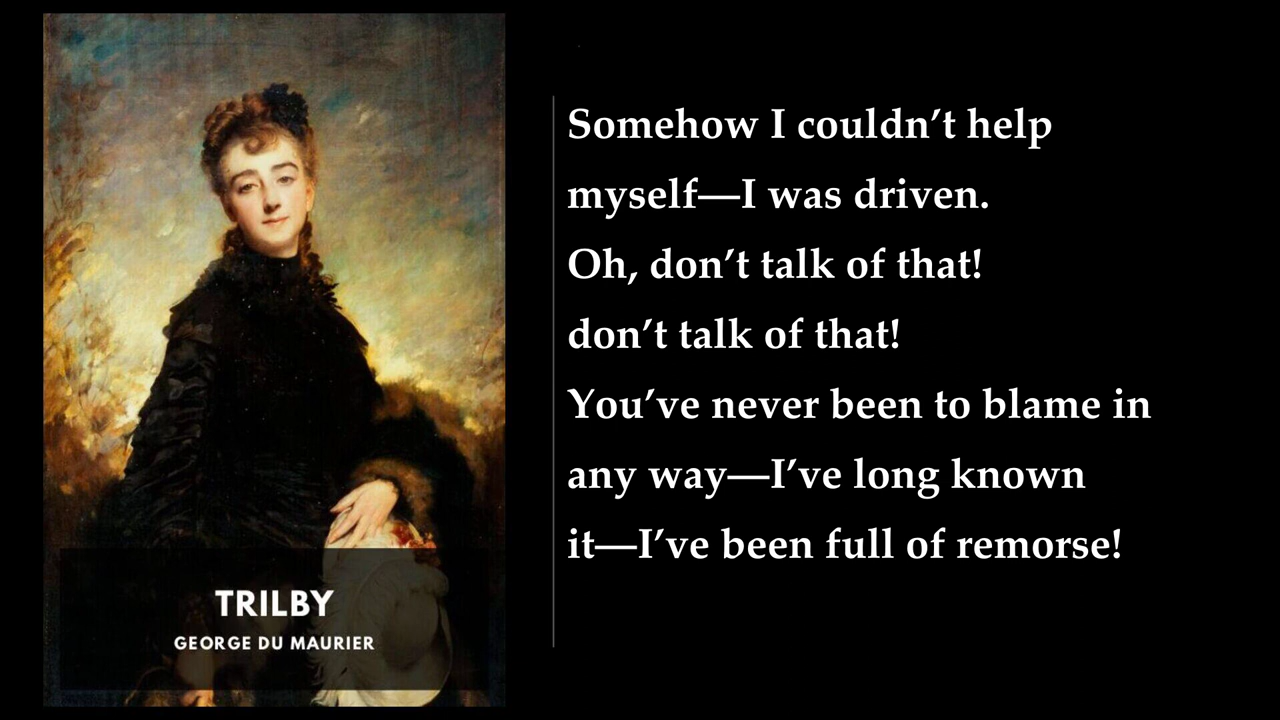 TRILBY
GEORGE DU MAURIER
Somehow I couldn’t help
myself—I was driven.
Oh, don’t talk of that!
don’t talk of that!
You’ve never been to blame in
any way—I’ve long known
it—I’ve been full of remorse!